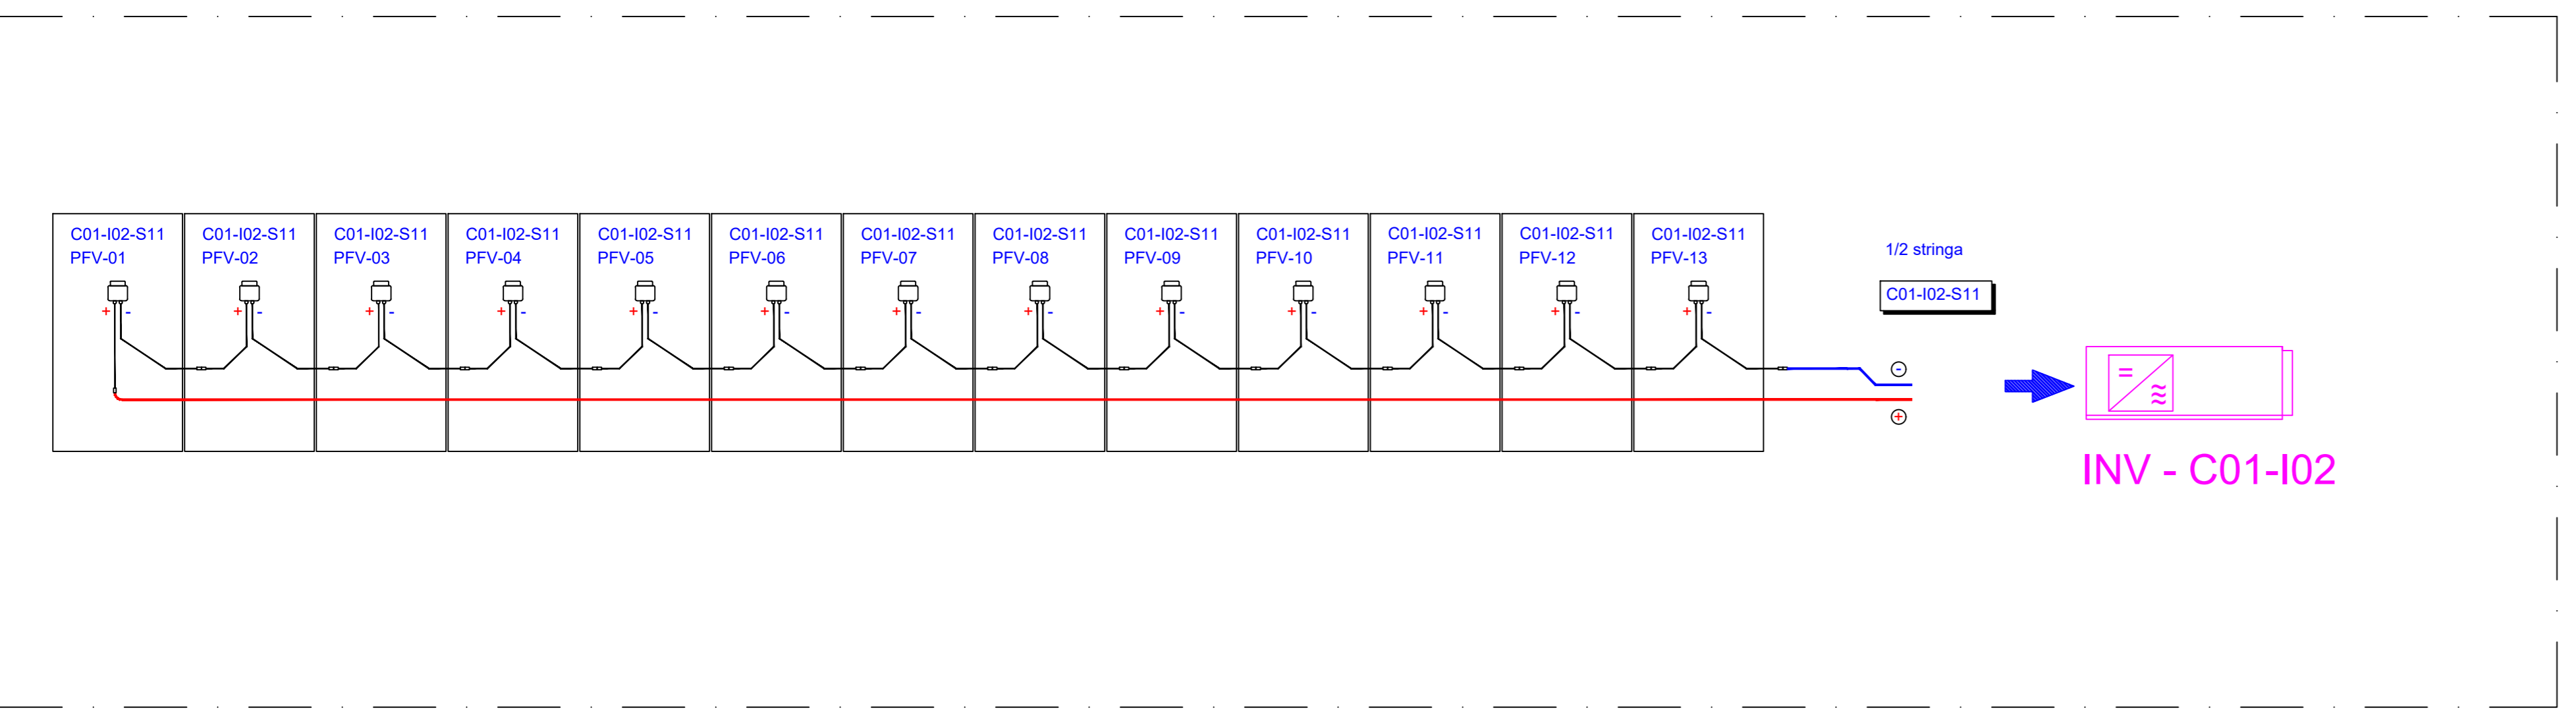 C01-I02-S11
PFV-01
C01-I02-S11
PFV-02
C01-I02-S11
PFV-03
C01-I02-S11
PFV-04
C01-I02-S11
PFV-05
C01-I02-S11
PFV-06
C01-I02-S11
PFV-07
C01-I02-S11
PFV-08
C01-I02-S11
PFV-09
C01-I02-S11
PFV-10
C01-I02-S11
PFV-11
C01-I02-S11
PFV-12
C01-I02-S11
PFV-13
+ -
+ -
+ -
+ -
+ -
+ -
+ -
+ -
+ -
+ -
+ -
+ -
+ -
1/2 stringa
C01-I02-S11
-
+
=
≈
INV - C01-I02